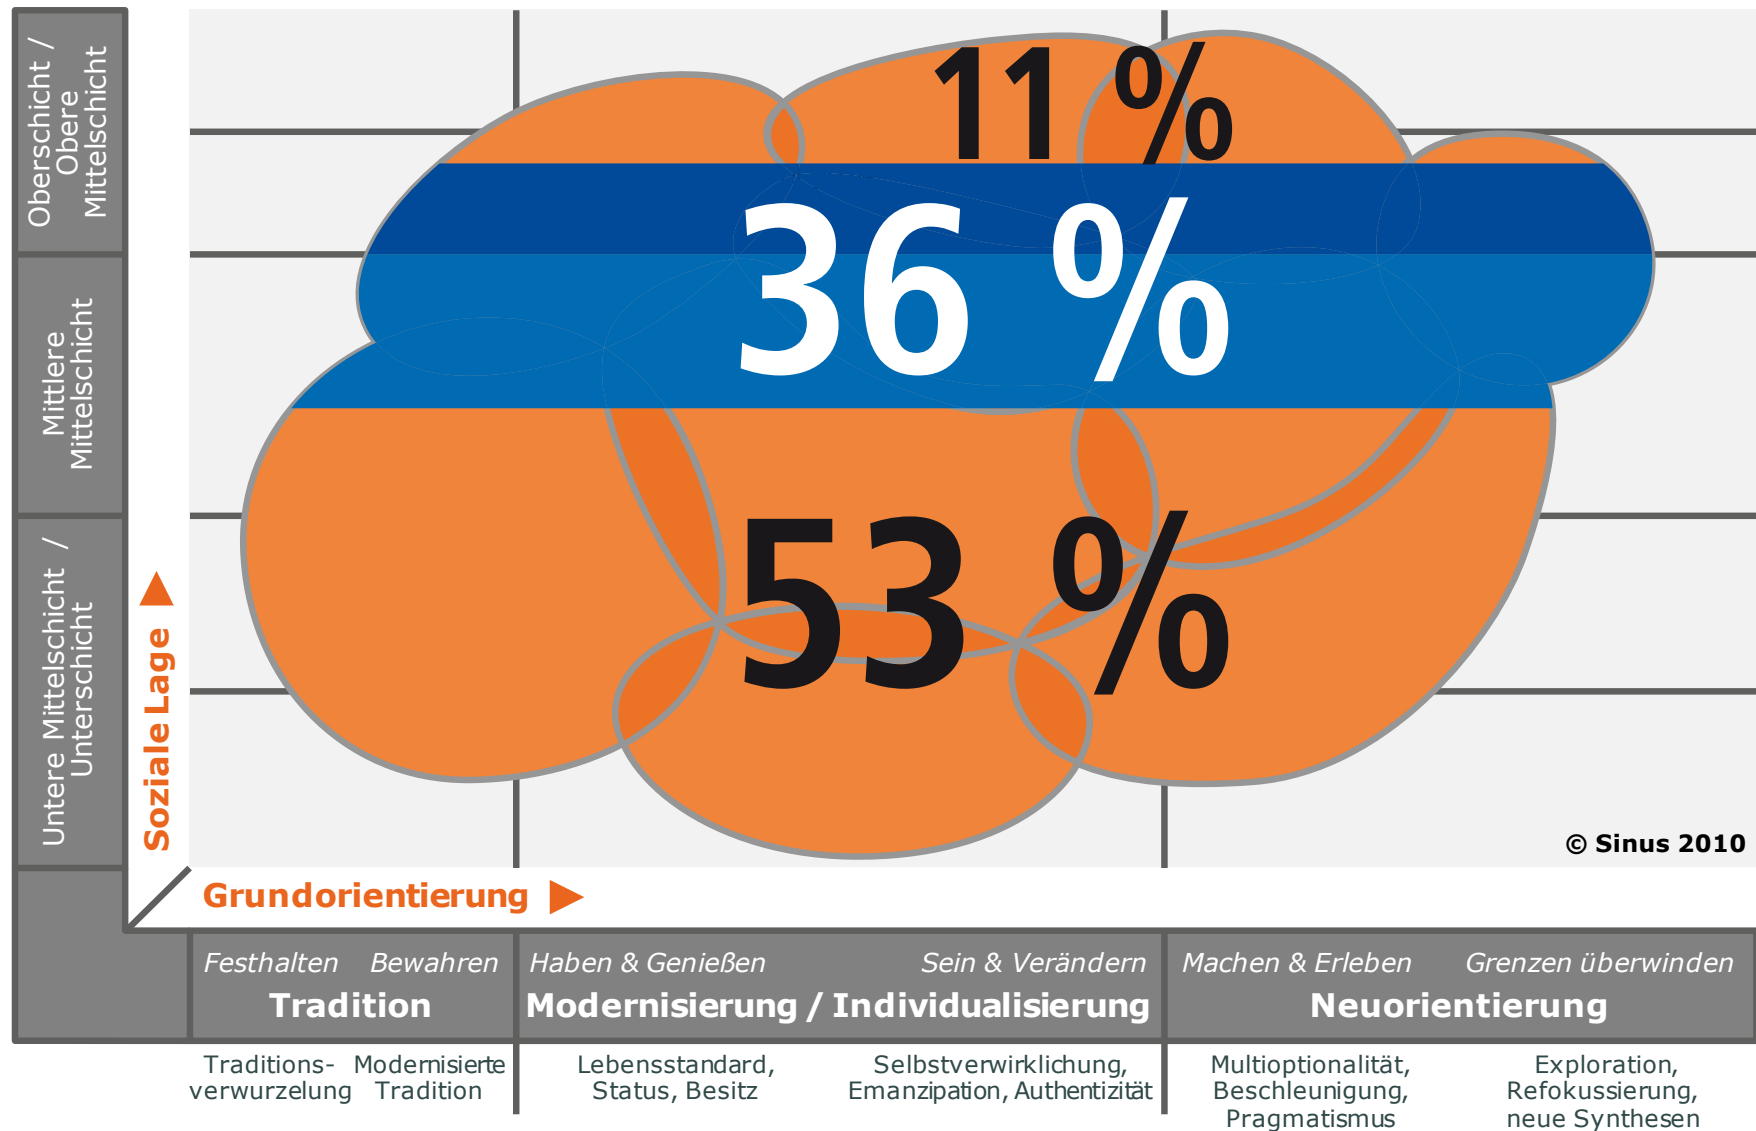 Oberschicht /
Obere
Mittelschicht
Mittlere
Mittelschicht
Untere Mittelschicht /
Unterschicht
Soziale Lage
11 %
36 %
53 %
© Sinus 2010
Grundorientierung
Festhalten Bewahren
Tradition
Haben & Genießen Sein & Verändern
Modernisierung / Individualisierung
Machen & Erleben Grenzen überwinden
Neuorientierung
Traditions-
verwurzelung
Modernisierte
Tradition
Lebensstandard,
Status, Besitz
Selbstverwirklichung,
Emanzipation, Authentizität
Multioptionalität,
Beschleunigung,
Pragmatismus
Exploration,
Refokussierung,
neue Synthesen